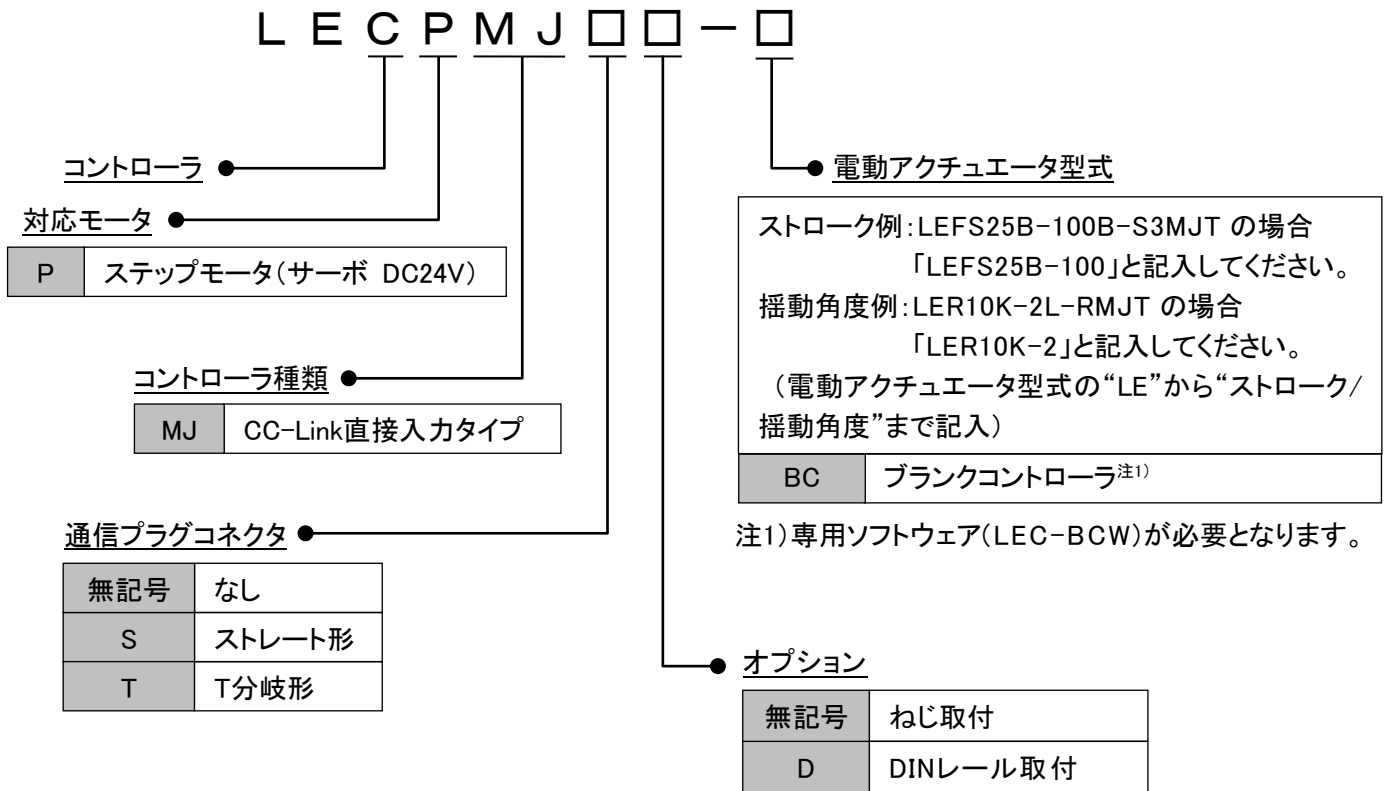 ＬＥＣＰＭＪ□□－□
コントローラ
電動アクチュエータ型式
対応モータ
P ステップモータ(サーボ DC24V)
ストローク例：LEFS25B-100B-S3MJT の場合
「LEFS25B-100」と記入してください。
揺動角度例：LER10K-2L-RMJT の場合
「LER10K-2」と記入してください。
（電動アクチュエータ型式の“LE”から“ストローク/
揺動角度”まで記入）
BC ブランクコントローラ注1)
注1)専用ソフトウェア(LEC-BCW)が必要となります。
コントローラ種類
MJ CC-Link直接入力タイプ
通信プラグコネクタ
無記号 なし
S ストレート形
T T分岐形
オプション
無記号 ねじ取付
D DINレール取付